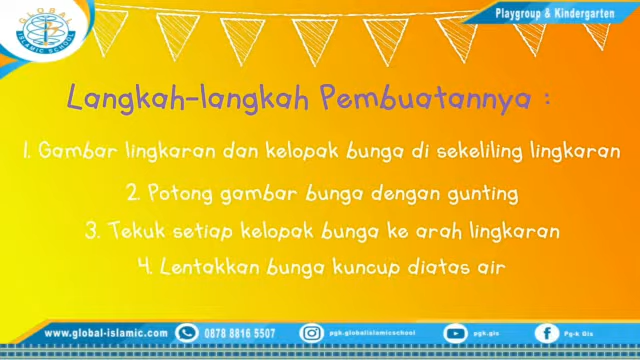 GLOBAL
ISLAMIC SCHOOL
Playgroup & Kindergarten
Langkah-langkah Pembuatannya :
1. Gambar lingkaran dan kelopak bunga di sekeliling lingkaran
2. Potong gambar bunga dengan gunting
3. Tekuk setiap kelopak bunga ke arah lingkaran
4. Lentakkan bunga kuncup diatas air
www.global-islamic.com 0878 8816 5507 pgk.globalislamicschool pgk.gis Pg-k Gis